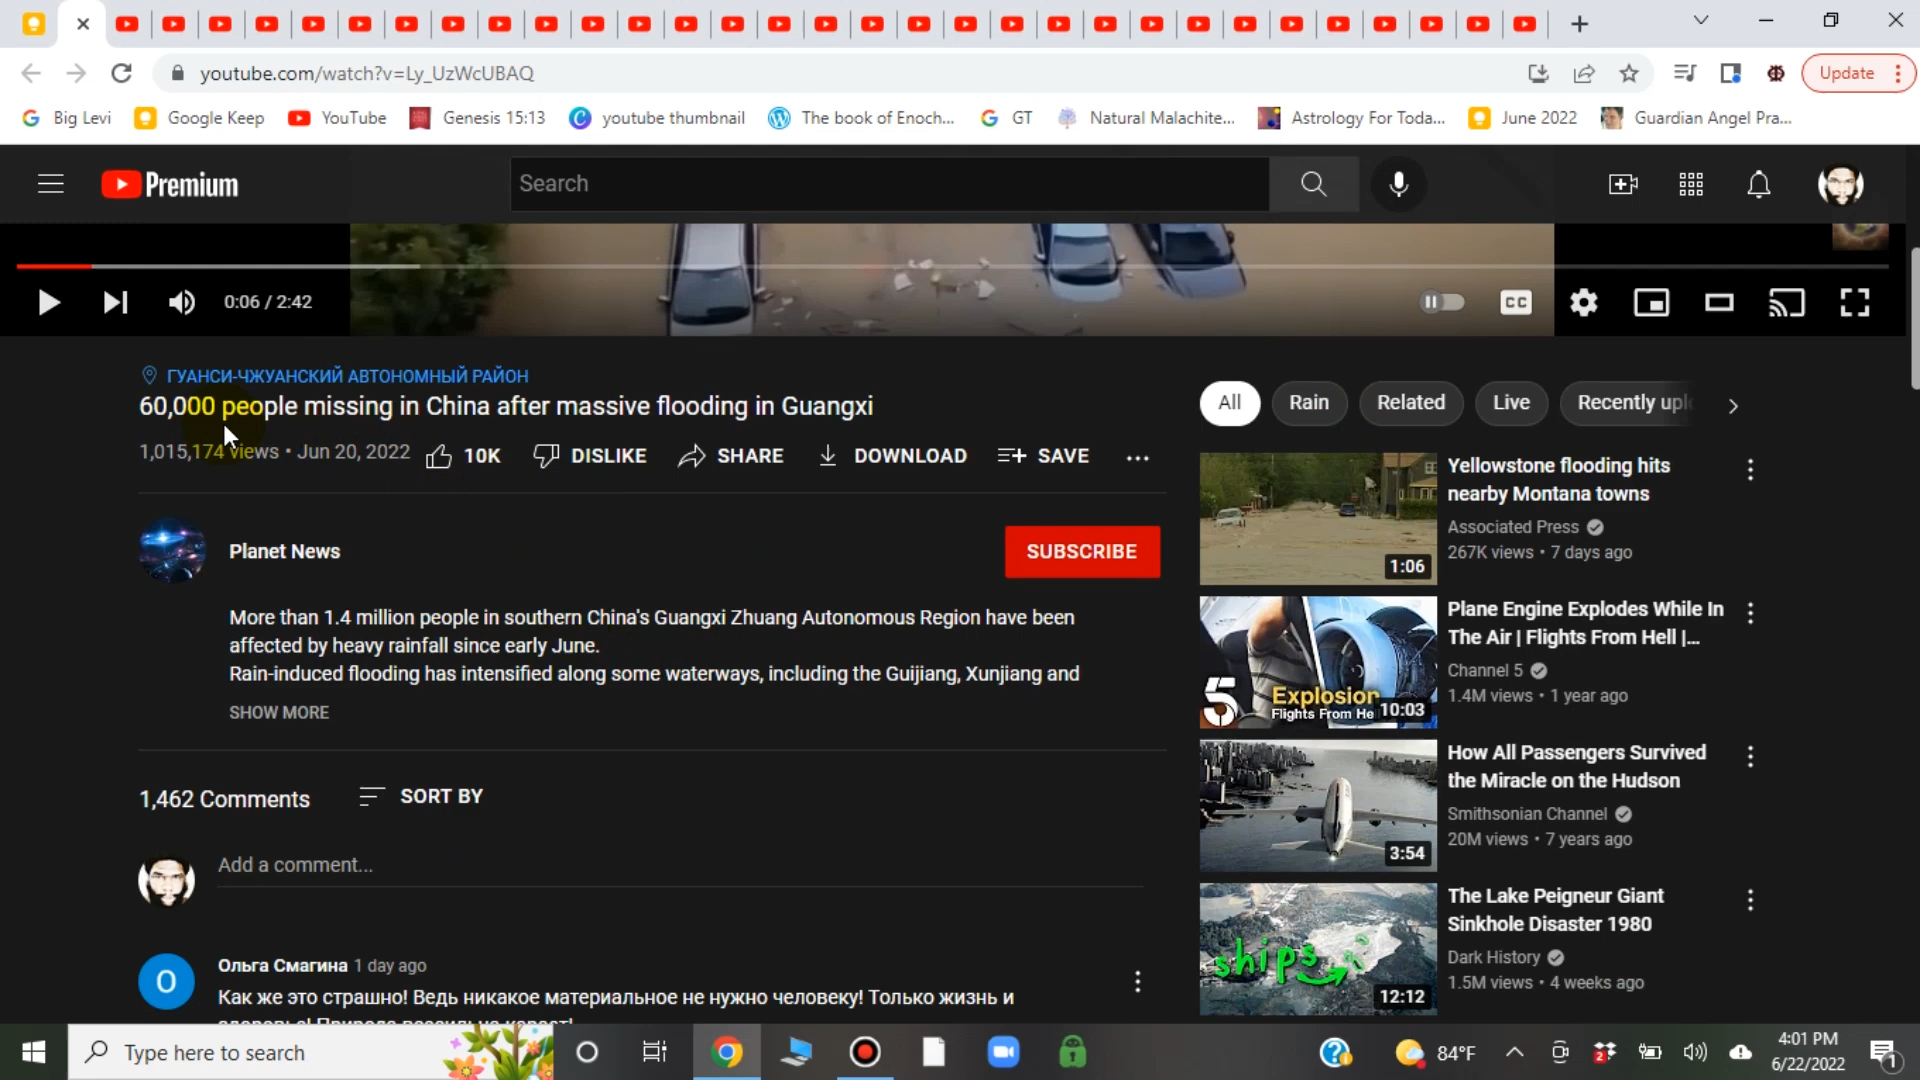 youtube.com/watch?v=Ly_UzWcUBAQ
Update
Big Levi
Google Keep
YouTube
Genesis 15:13
youtube thumbnail
The book of Enoch...
GT
Natural Malachite...
Astrology For Toda...
June 2022
Guardian Angel Pra...
Premium
Search
0:06 / 2:42
CC
ГУАНСИ-ЧЖУАНСКИЙ АВТОНОМНЫЙ РАЙОН
60,000 people missing in China after massive flooding in Guangxi
1,015,174 views • Jun 20, 2022
10K
DISLIKE
SHARE
DOWNLOAD
SAVE
Planet News
SUBSCRIBE
More than 1.4 million people in southern China's Guangxi Zhuang Autonomous Region have been
affected by heavy rainfall since early June.
Rain-induced flooding has intensified along some waterways, including the Guijiang, Xunjiang and
SHOW MORE
1,462 Comments
SORT BY
Add a comment...
О
Ольга Смагина 1 day ago
Как же это страшно! Ведь никакое материальное не нужно человеку! Только жизнь и
All
Rain
Related
Live
Recently upl
1:06
Yellowstone flooding hits
nearby Montana towns
Associated Press
267K views • 7 days ago
5
Explosion
Flights From He
10:03
Plane Engine Explodes While In
The Air | Flights From Hell |...
Channel 5
1.4M views • 1 year ago
3:54
How All Passengers Survived
the Miracle on the Hudson
Smithsonian Channel
20M views • 7 years ago
ships
12:12
The Lake Peigneur Giant
Sinkhole Disaster 1980
Dark History
1.5M views • 4 weeks ago
Type here to search
84°F
2
4:01 PM
6/22/2022
1